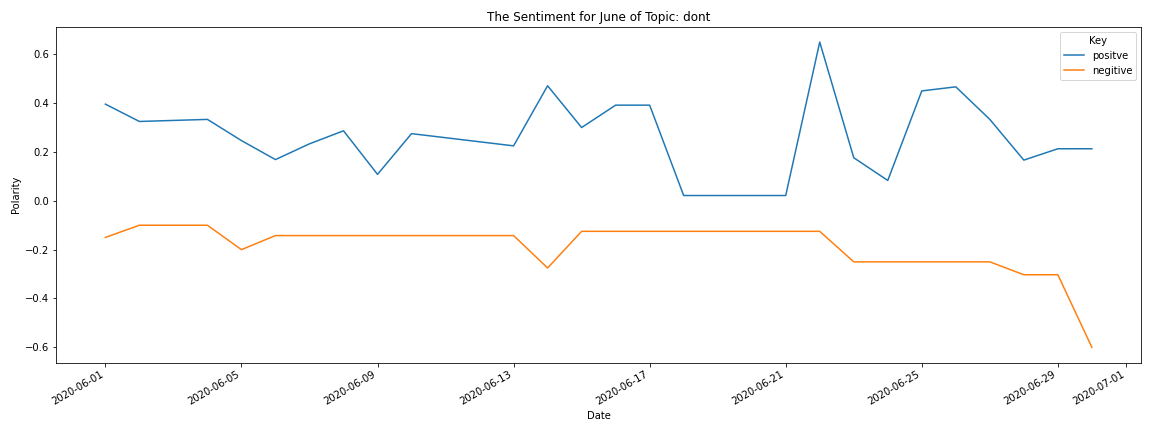 The Sentiment for June of Topic: dont
Key
positve
negitive
Polarity
0.6
0.4
0.2
0.0
−0.2
−0.4
−0.6
2020-06-01
2020-06-05
2020-06-09
2020-06-13
2020-06-17
2020-06-21
2020-06-25
2020-06-29
2020-07-01
Date